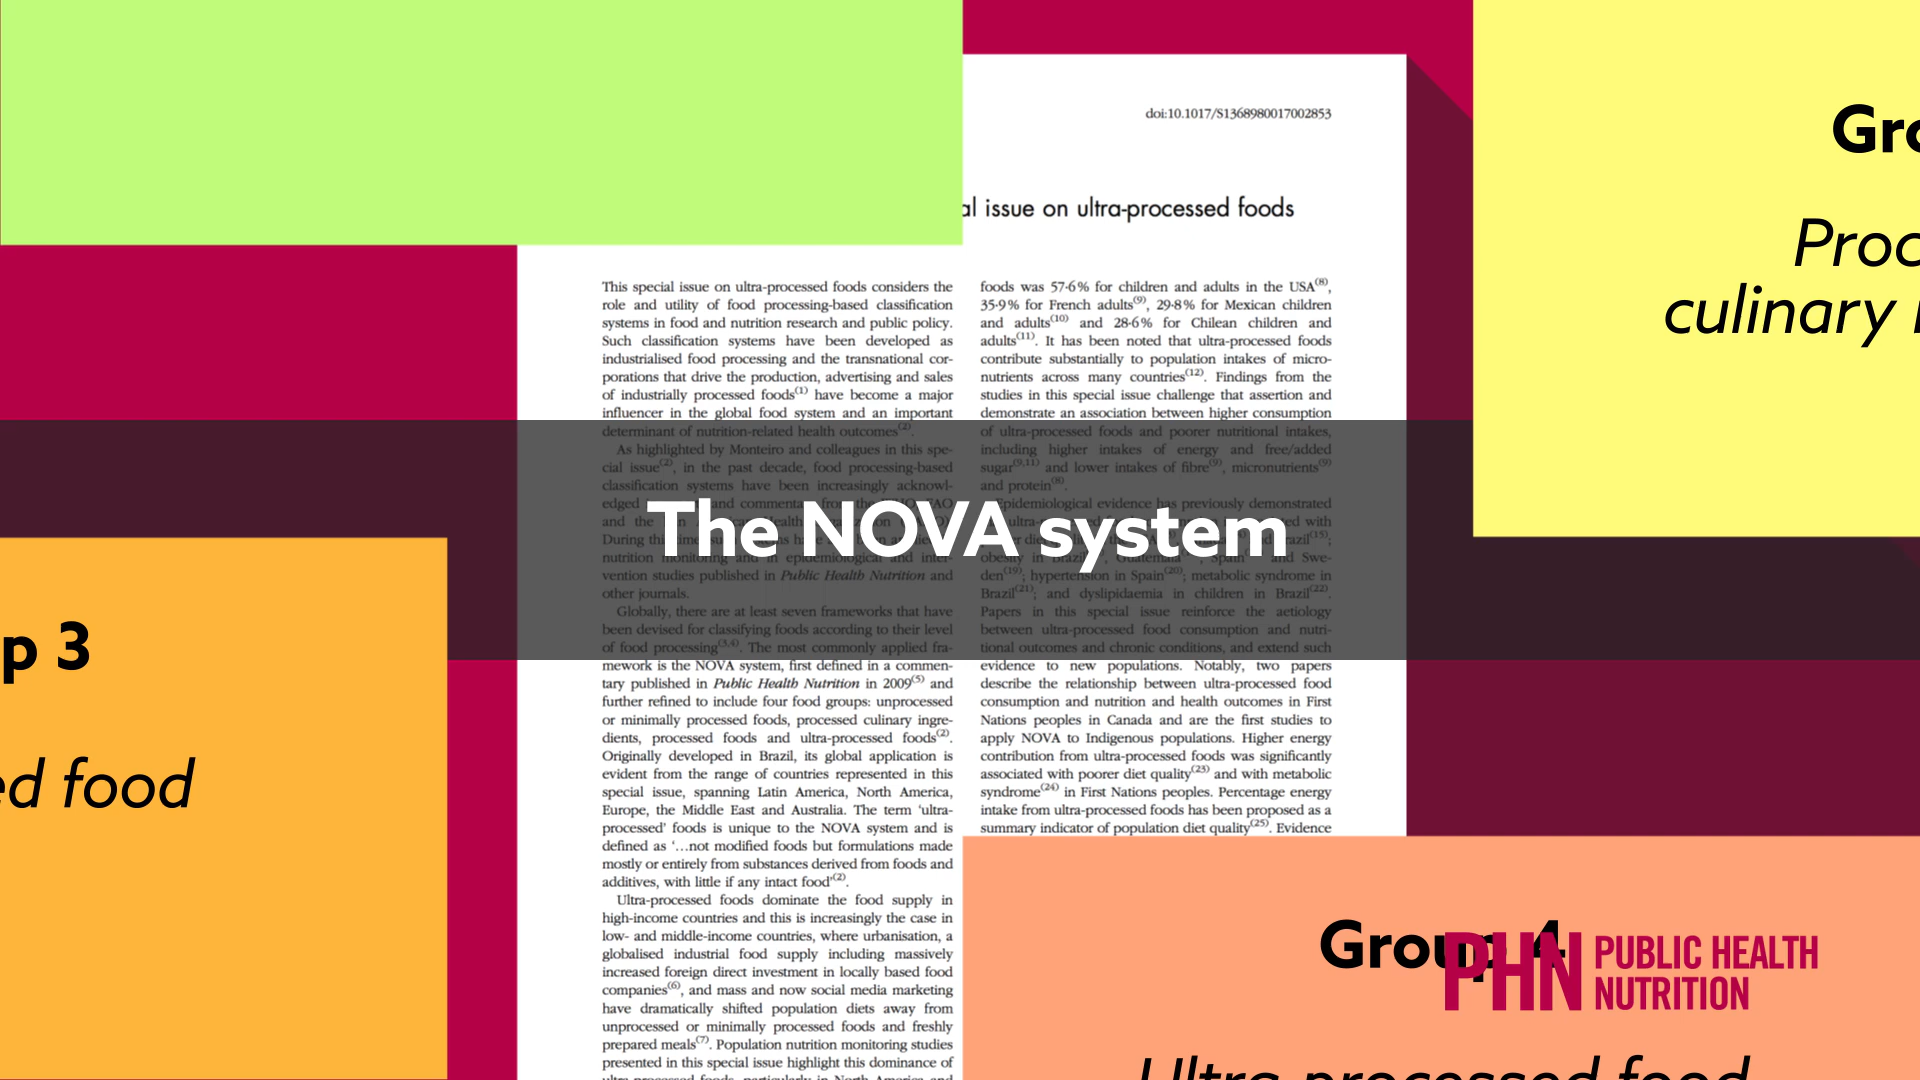 doi:10.1017/S1368980017002853
al issue on ultra-processed foods
This special issue on ultra-processed foods considers the
role and utility of food processing-based classification
systems in food and nutrition research and public policy.
Such classification systems have been developed as
industrialised food processing and the transnational cor-
porations that drive the production, advertising and sales
of industrially processed foods(1) have become a major
influencer in the global food system and an important
determinant of nutrition-related health outcomes(2).
As highlighted by Monteiro and colleagues in this spe-
cial issue(2), in the past decade, food processing-based
classification systems have been increasingly acknowl-
edged and commentary from the FAO
and the
During
nutrition monitoring and in epidemiological and inter-
vention studies published in Public Health Nutrition and
other journals.
Globally, there are at least seven frameworks that have
been devised for classifying foods according to their level
of food processing(3,4). The most commonly applied fra-
mework is the NOVA system, first defined in a commen-
tary published in Public Health Nutrition in 2009(5) and
further refined to include four food groups: unprocessed
or minimally processed foods, processed culinary ingre-
dients, processed foods and ultra-processed foods(2).
Originally developed in Brazil, its global application is
evident from the range of countries represented in this
special issue, spanning Latin America, North America,
Europe, the Middle East and Australia. The term ‘ultra-
processed’ foods is unique to the NOVA system and is
defined as ‘…not modified foods but formulations made
mostly or entirely from substances derived from foods and
additives, with little if any intact food’(2).
Ultra-processed foods dominate the food supply in
high-income countries and this is increasingly the case in
low- and middle-income countries, where urbanisation, a
globalised industrial food supply including massively
increased foreign direct investment in locally based food
companies(6), and mass and now social media marketing
have dramatically shifted population diets away from
unprocessed or minimally processed foods and freshly
prepared meals(7). Population nutrition monitoring studies
presented in this special issue highlight this dominance of
ultra-processed foods, particularly in North America and
foods was 57·6% for children and adults in the USA(8),
35·9% for French adults(9), 29·8% for Mexican children
and adults(10) and 28·6% for Chilean children and
adults(11). It has been noted that ultra-processed foods
contribute substantially to population intakes of micro-
nutrients across many countries(12). Findings from the
studies in this special issue challenge that assertion and
demonstrate an association between higher consumption
of ultra-processed foods and poorer nutritional intakes,
including higher intakes of energy and free/added
sugar(9,11) and lower intakes of fibre(9), micronutrients(9)
and protein(8).
Epidemiological evidence has previously demonstrated
with
obesity in Brazil Guatemala Spain and Swe-
den(19); hypertension in Spain(20); metabolic syndrome in
Brazil(21); and dyslipidaemia in children in Brazil(22).
Papers in this special issue reinforce the aetiology
between ultra-processed food consumption and nutri-
tional outcomes and chronic conditions, and extend such
evidence to new populations. Notably, two papers
describe the relationship between ultra-processed food
consumption and nutrition and health outcomes in First
Nations peoples in Canada and are the first studies to
apply NOVA to Indigenous populations. Higher energy
contribution from ultra-processed foods was significantly
associated with poorer diet quality(23) and with metabolic
syndrome(24) in First Nations peoples. Percentage energy
intake from ultra-processed foods has been proposed as a
summary indicator of population diet quality(25). Evidence
The NOVA system
Gro
Proc
culinary
p 3
ed food
Group 4
Ultra-processed food
PHN PUBLIC HEALTH
NUTRITION